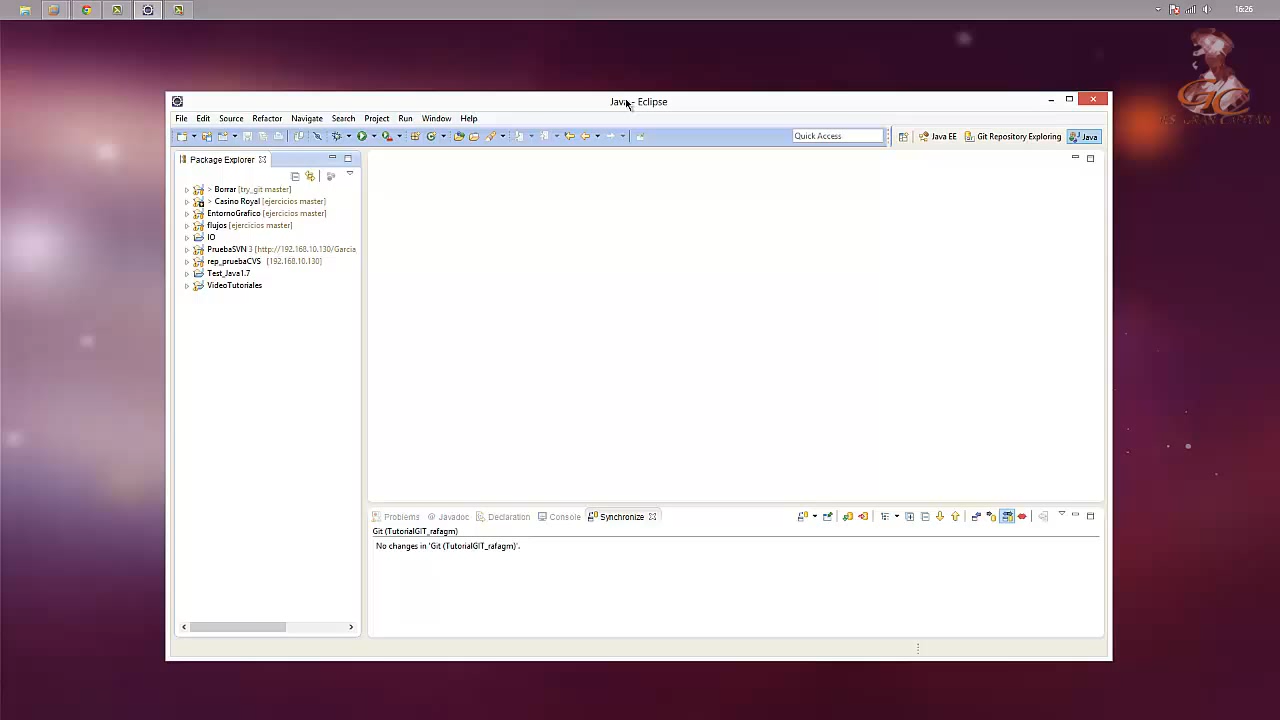 16:26
IES GRAN CAPITAN
Java - Eclipse
File Edit Source Refactor Navigate Search Project Run Window Help
Quick Access
Java EE
Git Repository Exploring
Java
Package Explorer
> Borrar [try_git master]
> Casino Royal [ejercicios master]
EntornoGrafico [ejercicios master]
flujos [ejercicios master]
IO
PruebaSVN 3 [http://192.168.10.130/Garcia
rep_pruebaCVS [192.168.10.130]
Test_Java1.7
VideoTutoriales
Problems @ Javadoc Declaration Console Synchronize
Git (TutorialGIT_rafagm)
No changes in 'Git (TutorialGIT_rafagm)'.